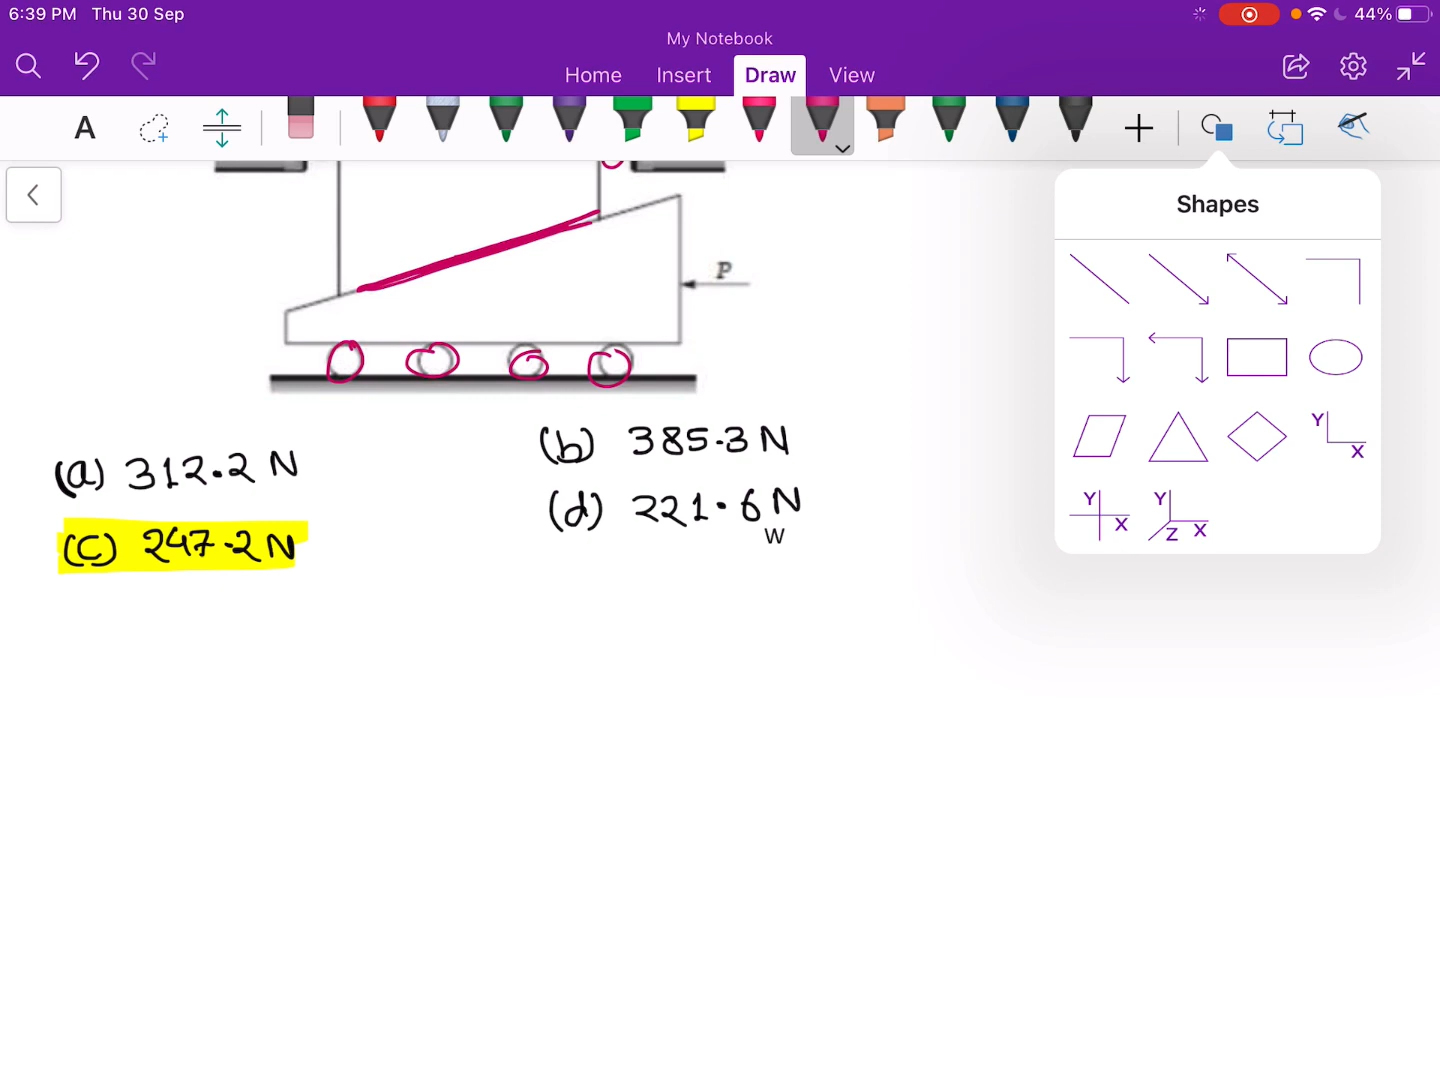 6:39 PM Thu 30 Sep
44%
My Notebook
Home Insert Draw View
A
Shapes
P
Y
X
Y
X
Y
Z X
(a) 312.2 N
(b) 385.3 N
(c) 247.2 N
(d) 221.6 N
W